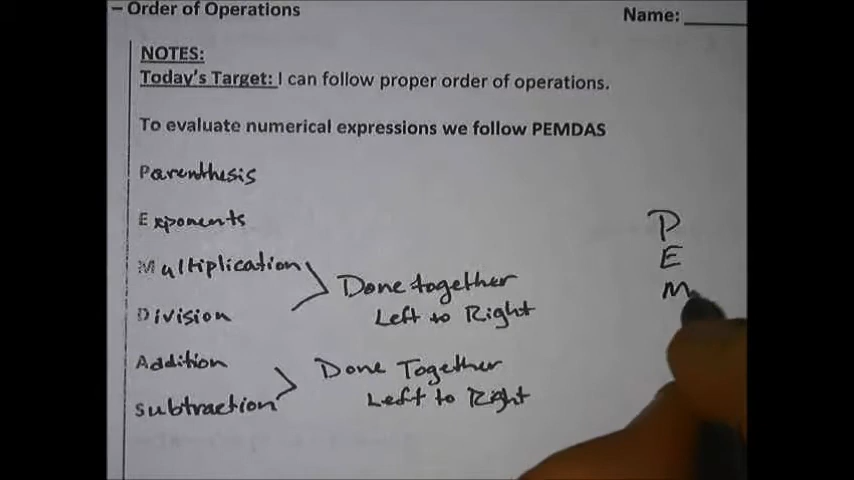 – Order of Operations
Name:
NOTES:
Today's Target: I can follow proper order of operations.
To evaluate numerical expressions we follow PEMDAS
Parenthesis
Exponents
Multiplication
Done together
Division
Left to Right
Addition
Done Together
Subtraction
Left to Right
P
E
M